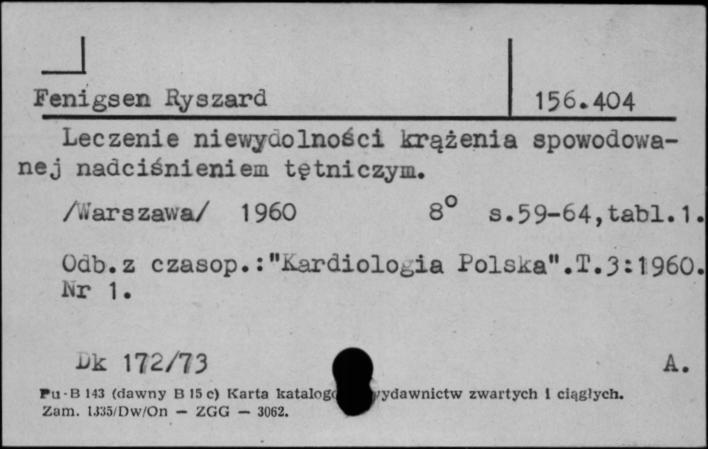 Fenigsen Ryszard 156.404
Leczenie niewydolności krążenia spowodowa-
nej nadciśnieniem tętniczym.
/Warszawa/ 1960 8° s.59-64,tabl.1.
Odb.z czasop.:"Kardiologia Polska".T.3:1960.
Nr 1.
Dk 172/73 A.
Pu-B 143 (dawny B 15 c) Karta katalogo ydawnictw zwartych i ciągłych.
Zam. 1335/Dw/On — ZGG — 3062.